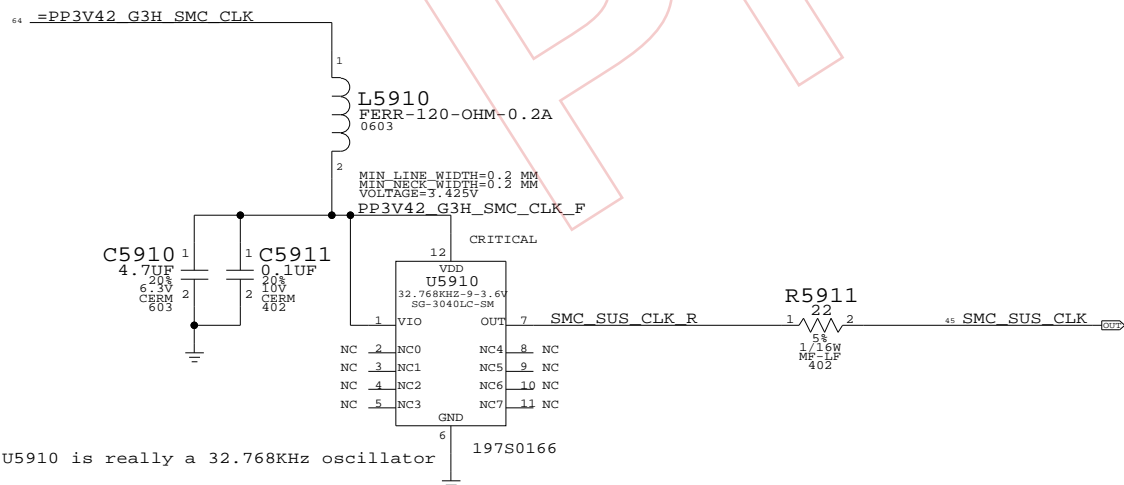 64 =PP3V42_G3H_SMC_CLK
1
L5910
FERR-120-OHM-0.2A
0603
2
MIN_LINE_WIDTH=0.2 MM
MIN_NECK_WIDTH=0.2 MM
VOLTAGE=3.425V
PP3V42_G3H_SMC_CLK_F
CRITICAL
C5910 1
4.7UF
20%
6.3V
CERM 2
603
1 C5911
0.1UF
20%
10V
2 CERM
402
12
VDD
U5910
32.768KHZ-9-3.6V
SG-3040LC-SM
1 VIO OUT 7 SMC_SUS_CLK_R
R5911
1 22 2
5%
1/16W
MF-LF
402
45 SMC_SUS_CLK OUT
NC 2 NC0 NC4 8 NC
NC 3 NC1 NC5 9 NC
NC 4 NC2 NC6 10 NC
NC 5 NC3 NC7 11 NC
GND
6
197S0166
U5910 is really a 32.768KHz oscillator